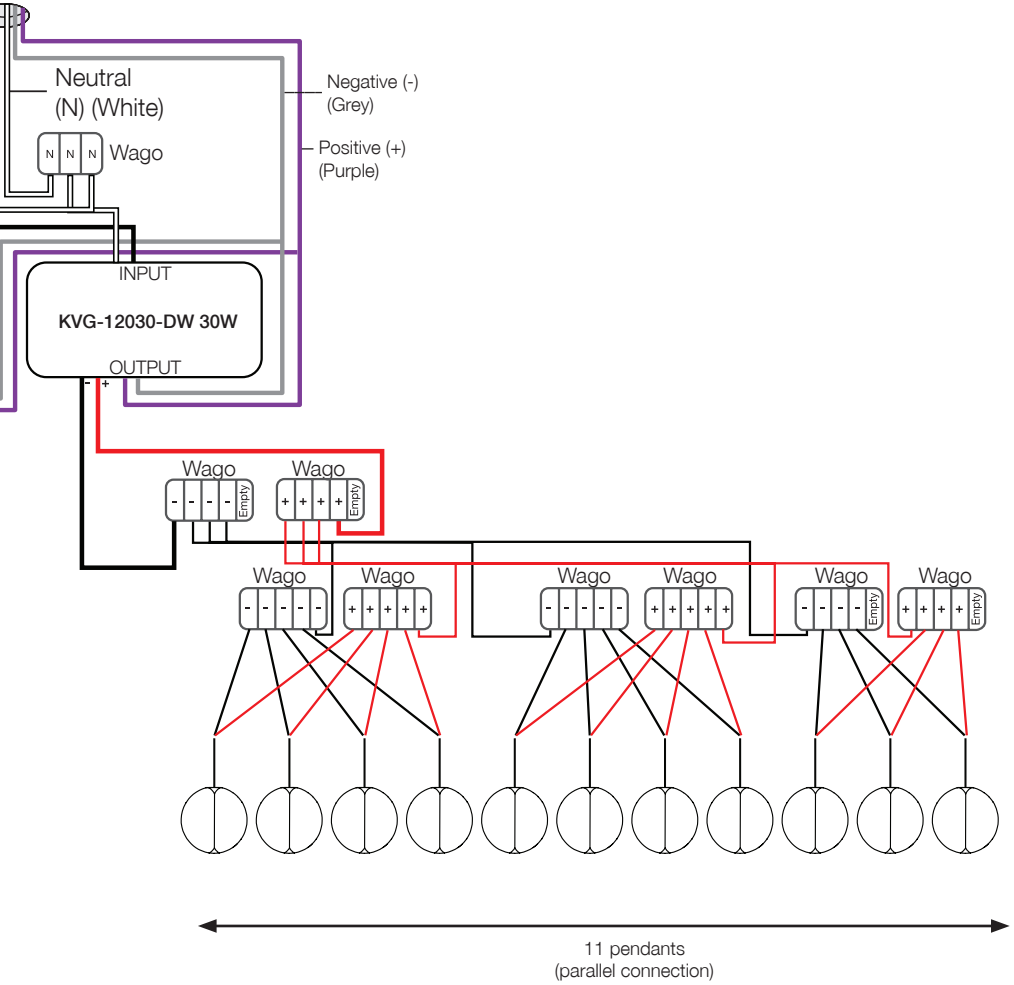 Neutral
(N) (White)
Negative (-)
(Grey)
N N N Wago
Positive (+)
(Purple)
INPUT
KVG-12030-DW 30W
OUTPUT
- +
Wago Wago
- - - - Empty + + + + Empty
Wago Wago Wago Wago Wago Wago
- - - - - + + + + + - - - - - + + + + + - - - - Empty + + + + Empty
11 pendants
(parallel connection)